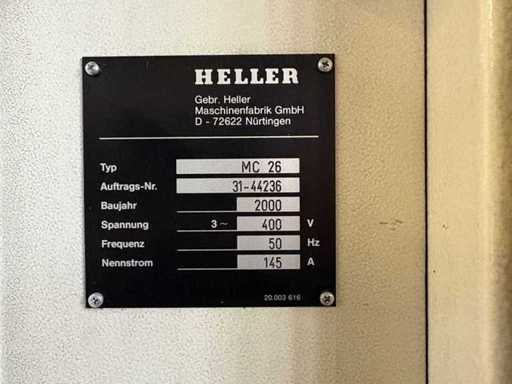 HELLER
Gebr. Heller
Maschinenfabrik GmbH
D - 72622 Nürtingen
Typ MC 26
Auftrags-Nr. 31-44236
Baujahr 2000
Spannung 3~ 400 V
Frequenz 50 Hz
Nennstrom 145 A
20.003 616